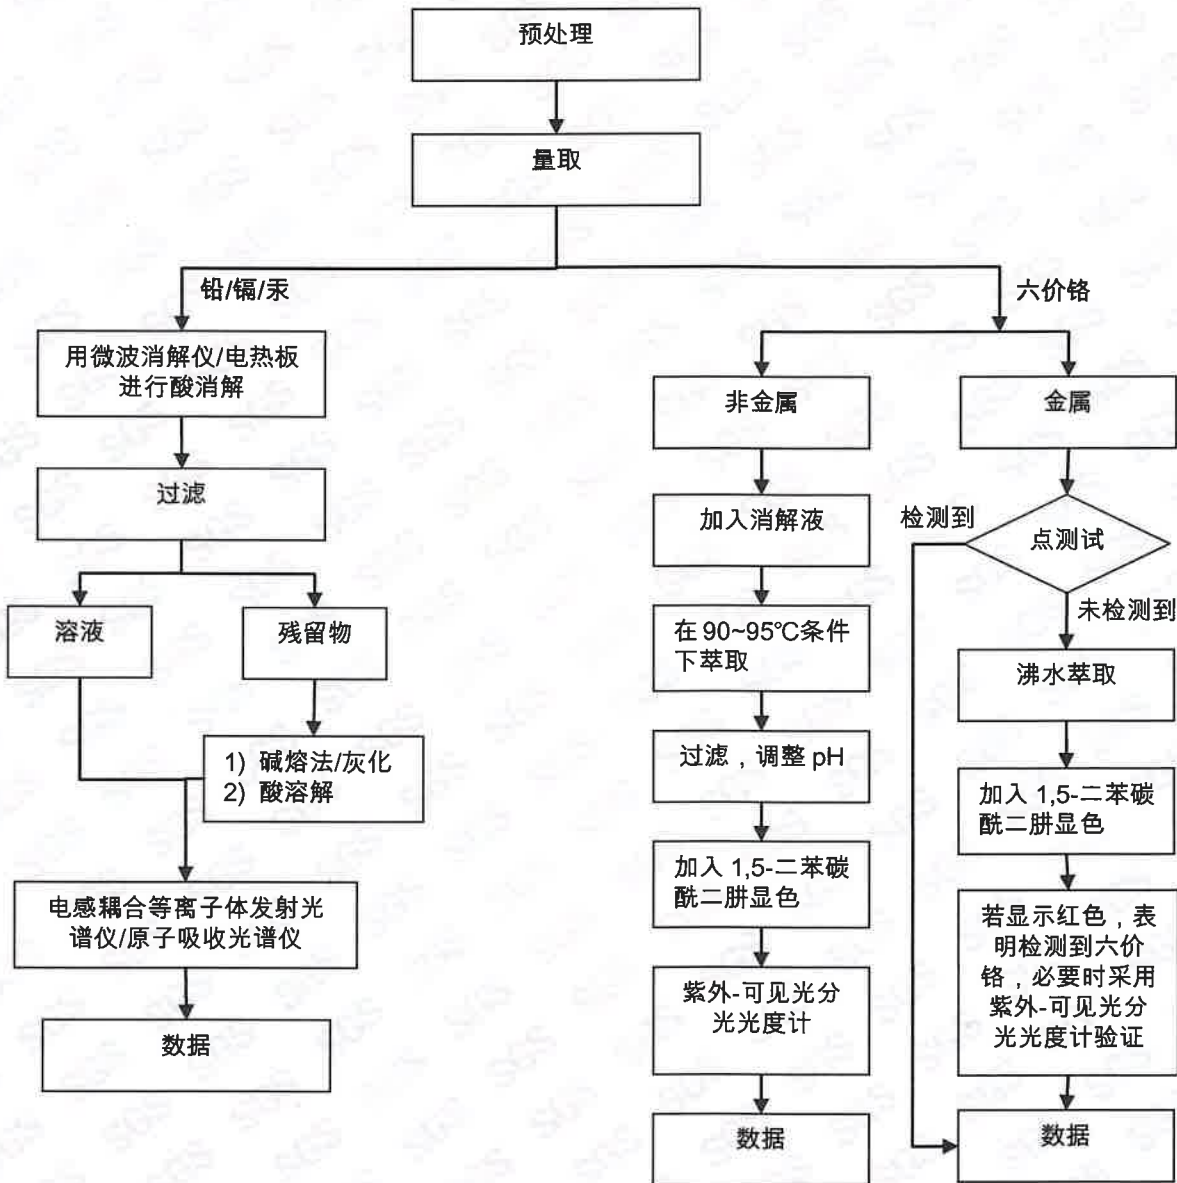 预处理
量取
铅/镉/汞
用微波消解仪/电热板
进行酸消解
过滤
溶液
残留物
1) 碱熔法/灰化
2) 酸溶解
电感耦合等离子体发射光
谱仪/原子吸收光谱仪
数据
六价铬
非金属
加入消解液
在 90~95℃条件
下萃取
过滤，调整 pH
加入 1,5-二苯碳
酰二肼显色
紫外-可见光分
光光度计
数据
金属
点测试
检测到
未检测到
沸水萃取
加入 1,5-二苯碳
酰二肼显色
若显示红色，表
明检测到六价
铬，必要时采用
紫外-可见光分
光光度计验证
数据